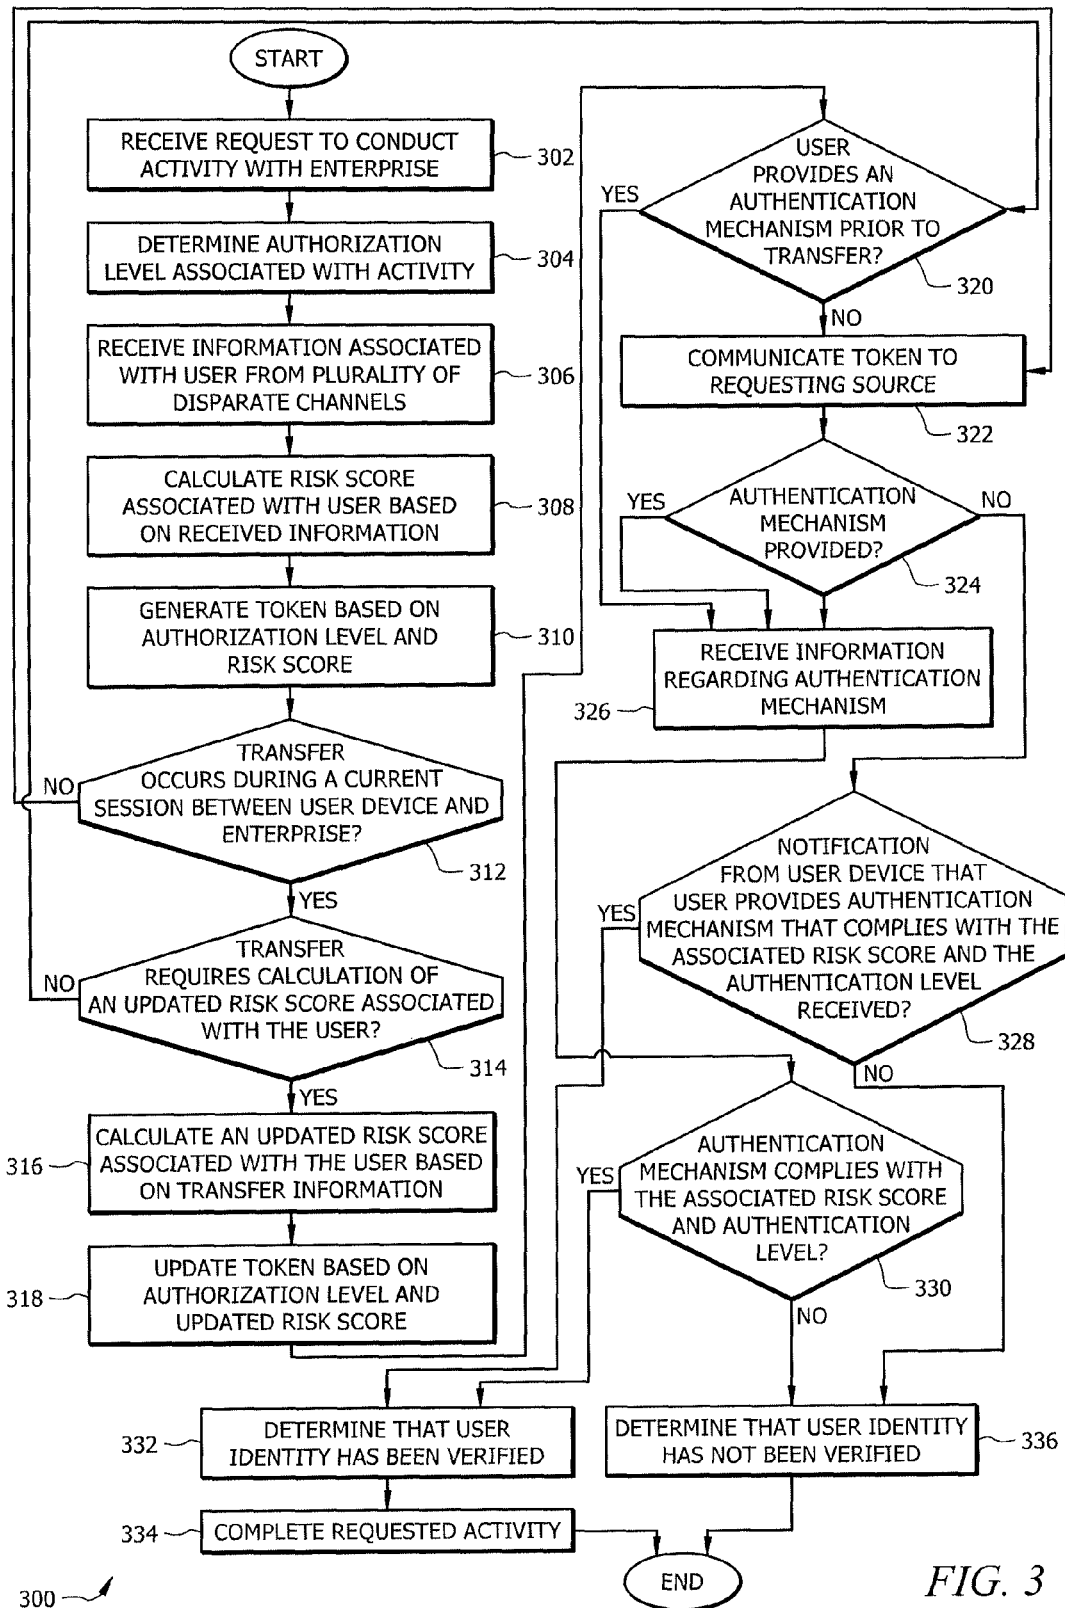 START
RECEIVE REQUEST TO CONDUCT
ACTIVITY WITH ENTERPRISE
302
DETERMINE AUTHORIZATION
LEVEL ASSOCIATED WITH ACTIVITY
304
RECEIVE INFORMATION ASSOCIATED
WITH USER FROM PLURALITY OF
DISPARATE CHANNELS
306
CALCULATE RISK SCORE
ASSOCIATED WITH USER BASED
ON RECEIVED INFORMATION
308
GENERATE TOKEN BASED ON
AUTHORIZATION LEVEL AND
RISK SCORE
310
TRANSFER
OCCURS DURING A CURRENT
SESSION BETWEEN USER DEVICE AND
ENTERPRISE?
NO
312
YES
TRANSFER
REQUIRES CALCULATION OF
AN UPDATED RISK SCORE ASSOCIATED
WITH THE USER?
NO
314
YES
CALCULATE AN UPDATED RISK SCORE
ASSOCIATED WITH THE USER BASED
ON TRANSFER INFORMATION
316
UPDATE TOKEN BASED ON
AUTHORIZATION LEVEL AND
UPDATED RISK SCORE
318
USER
PROVIDES AN
AUTHENTICATION
MECHANISM PRIOR TO
TRANSFER?
YES
320
NO
COMMUNICATE TOKEN TO
REQUESTING SOURCE
322
YES
AUTHENTICATION
MECHANISM
PROVIDED?
NO
324
RECEIVE INFORMATION
REGARDING AUTHENTICATION
MECHANISM
326
NOTIFICATION
FROM USER DEVICE THAT
USER PROVIDES AUTHENTICATION
MECHANISM THAT COMPLIES WITH THE
ASSOCIATED RISK SCORE AND THE
AUTHENTICATION LEVEL
RECEIVED?
YES
328
NO
AUTHENTICATION
MECHANISM COMPLIES WITH
THE ASSOCIATED RISK SCORE
AND AUTHENTICATION
LEVEL?
YES
330
NO
332
DETERMINE THAT USER
IDENTITY HAS BEEN VERIFIED
DETERMINE THAT USER IDENTITY
HAS NOT BEEN VERIFIED
336
334
COMPLETE REQUESTED ACTIVITY
END
300
FIG. 3